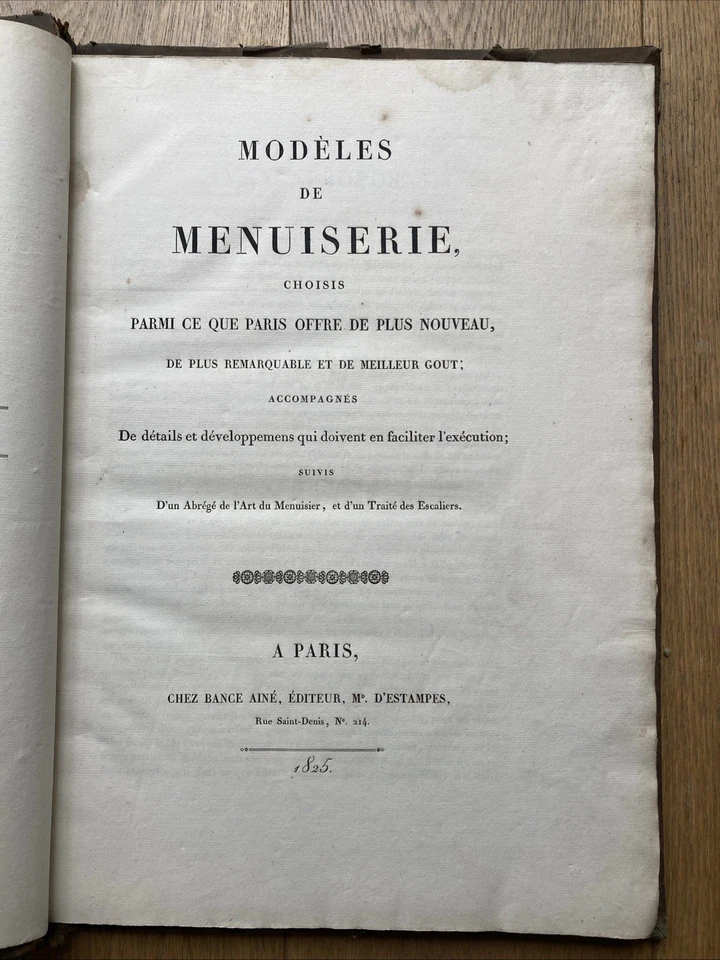 MODÈLES
DE
MENUISERIE,
CHOISIS
PARMI CE QUE PARIS OFFRE DE PLUS NOUVEAU,
DE PLUS REMARQUABLE ET DE MEILLEUR GOUT;
ACCOMPAGNÉS
De détails et développemens qui doivent en faciliter l'exécution;
SUIVIS
D'un Abrégé de l'Art du Menuisier, et d'un Traité des Escaliers.
A PARIS,
CHEZ BANCE AINÉ, ÉDITEUR, Mᴅ. D'ESTAMPES,
Rue Saint-Denis, Nº. 214.
1825.